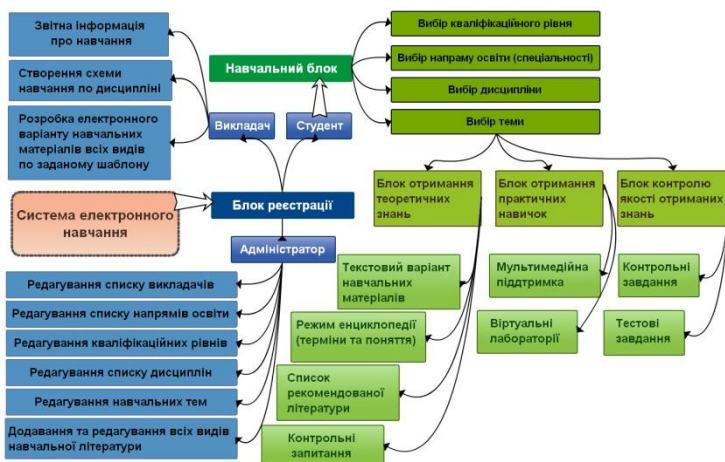 Звітна інформація
про навчання
Створення схеми
навчання по дисципліні
Розробка електронного
варіанту навчальних
матеріалів всіх видів
по заданому шаблону
Навчальний блок
Викладач
Студент
Вибір кваліфікаційного рівня
Вибір напраму освіти (спеціальності)
Вибір дисципліни
Вибір теми
Система електронного
навчання
Блок реєстрації
Адміністратор
Блок отримання
теоретичних
знань
Блок отримання
практичних
навичок
Блок контролю
якості отриманих
знань
Редагування списку викладачів
Редагування списку напрямів освіти
Редагування кваліфікаційних рівнів
Редагування списку дисциплін
Редагування навчальних тем
Додавання та редагування всіх видів
навчальної літератури
Текстовий варіант
навчальних
матеріалів
Режим енциклопедії
(терміни та поняття)
Список
рекомендованої
літератури
Контрольні
запитання
Мультимедійна
піддтримка
Віртуальні
лабораторії
Контрольні
завдання
Тестові
завдання